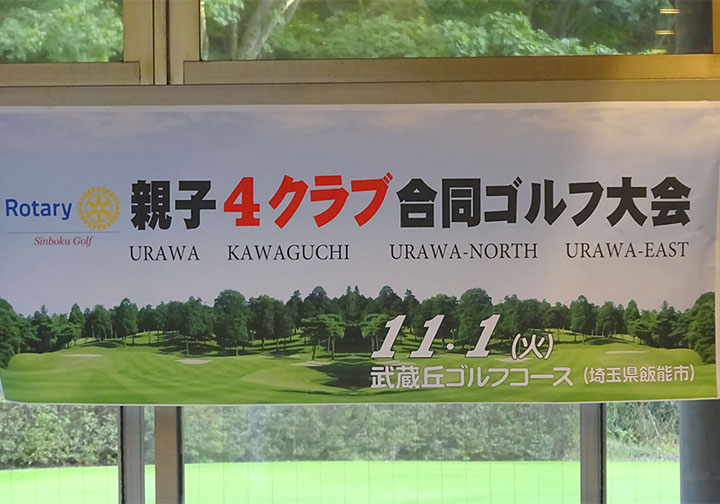 Rotary
Sinboku Golf
親子4クラブ合同ゴルフ大会
URAWA KAWAGUCHI URAWA-NORTH URAWA-EAST
11.1(火)
武蔵丘ゴルフコース(埼玉県飯能市)